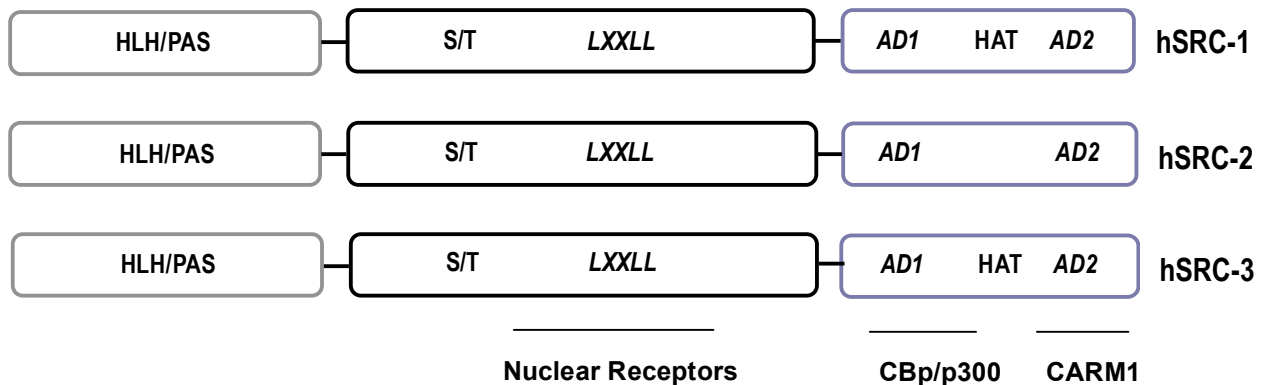 HLH/PAS S/T LXXLL AD1 HAT AD2 hSRC-1
HLH/PAS S/T LXXLL AD1 AD2 hSRC-2
HLH/PAS S/T LXXLL AD1 HAT AD2 hSRC-3
Nuclear Receptors CBp/p300 CARM1